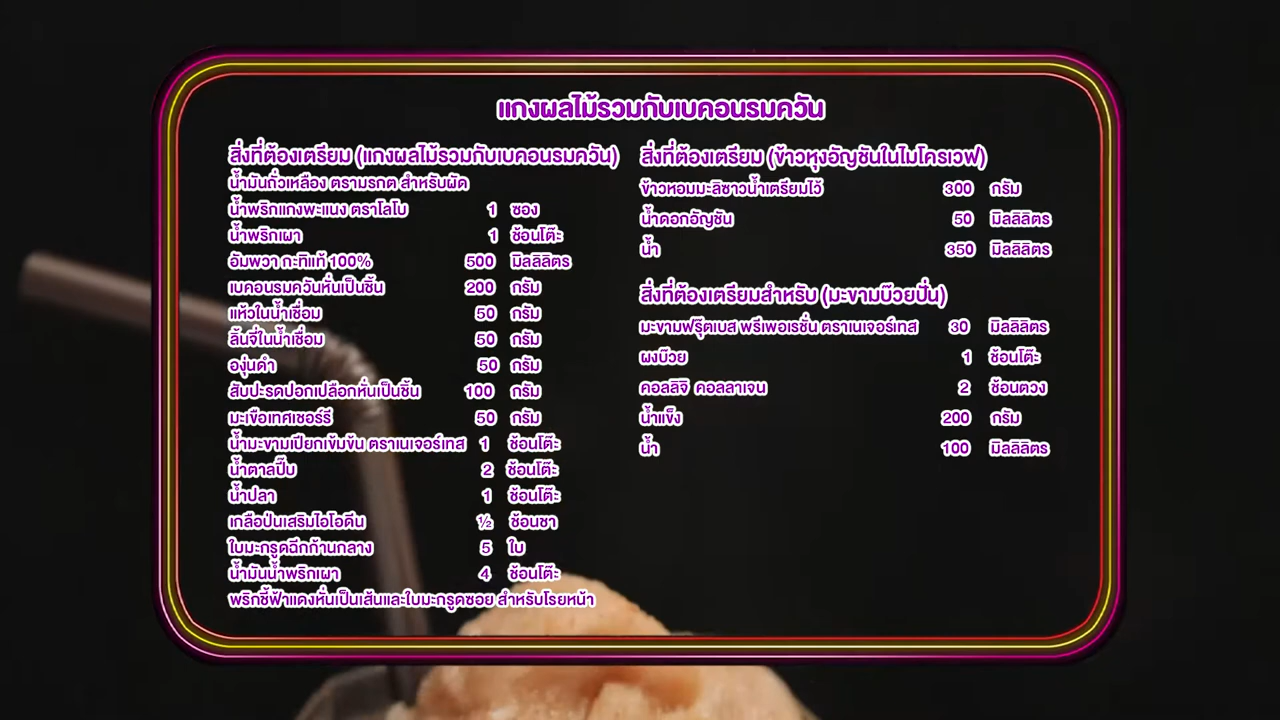 แกงผลไม้รวมกับเบคอนรมควัน
สิ่งที่ต้องเตรียม (แกงผลไม้รวมกับเบคอนรมควัน)
น้ำมันถั่วเหลือง ตรามรกต สำหรับผัด
น้ำพริกแกงพะแนง ตราโลโบ 1 ซอง
น้ำพริกเผา 1 ช้อนโต๊ะ
อัมพวา กะทิแท้ 100% 500 มิลลิลิตร
เบคอนรมควันหั่นเป็นชิ้น 200 กรัม
แห้วในน้ำเชื่อม 50 กรัม
ลิ้นจี่ในน้ำเชื่อม 50 กรัม
องุ่นดำ 50 กรัม
สับปะรดปอกเปลือกหั่นเป็นชิ้น 100 กรัม
มะเขือเทศเชอร์รี 50 กรัม
น้ำมะขามเปียกเข้มข้น ตราเนเจอร์เทส 1 ช้อนโต๊ะ
น้ำตาลปี๊บ 2 ช้อนโต๊ะ
น้ำปลา 1 ช้อนโต๊ะ
เกลือป่นเสริมไอโอดีน ½ ช้อนชา
ใบมะกรูดฉีกก้านกลาง 5 ใบ
น้ำมันน้ำพริกเผา 4 ช้อนโต๊ะ
พริกชี้ฟ้าแดงหั่นเป็นเส้นและใบมะกรูดซอย สำหรับโรยหน้า
สิ่งที่ต้องเตรียม (ข้าวหุงอัญชันในไมโครเวฟ)
ข้าวหอมมะลิซาวน้ำเตรียมไว้ 300 กรัม
น้ำดอกอัญชัน 50 มิลลิลิตร
น้ำ 350 มิลลิลิตร
สิ่งที่ต้องเตรียมสำหรับ (มะขามบ๊วยปั่น)
มะขามฟรุ๊ตเบส พรีเพอเรชั่น ตราเนเจอร์เทส 30 มิลลิลิตร
ผงบ๊วย 1 ช้อนโต๊ะ
คอลลิจิ คอลลาเจน 2 ช้อนตวง
น้ำแข็ง 200 กรัม
น้ำ 100 มิลลิลิตร